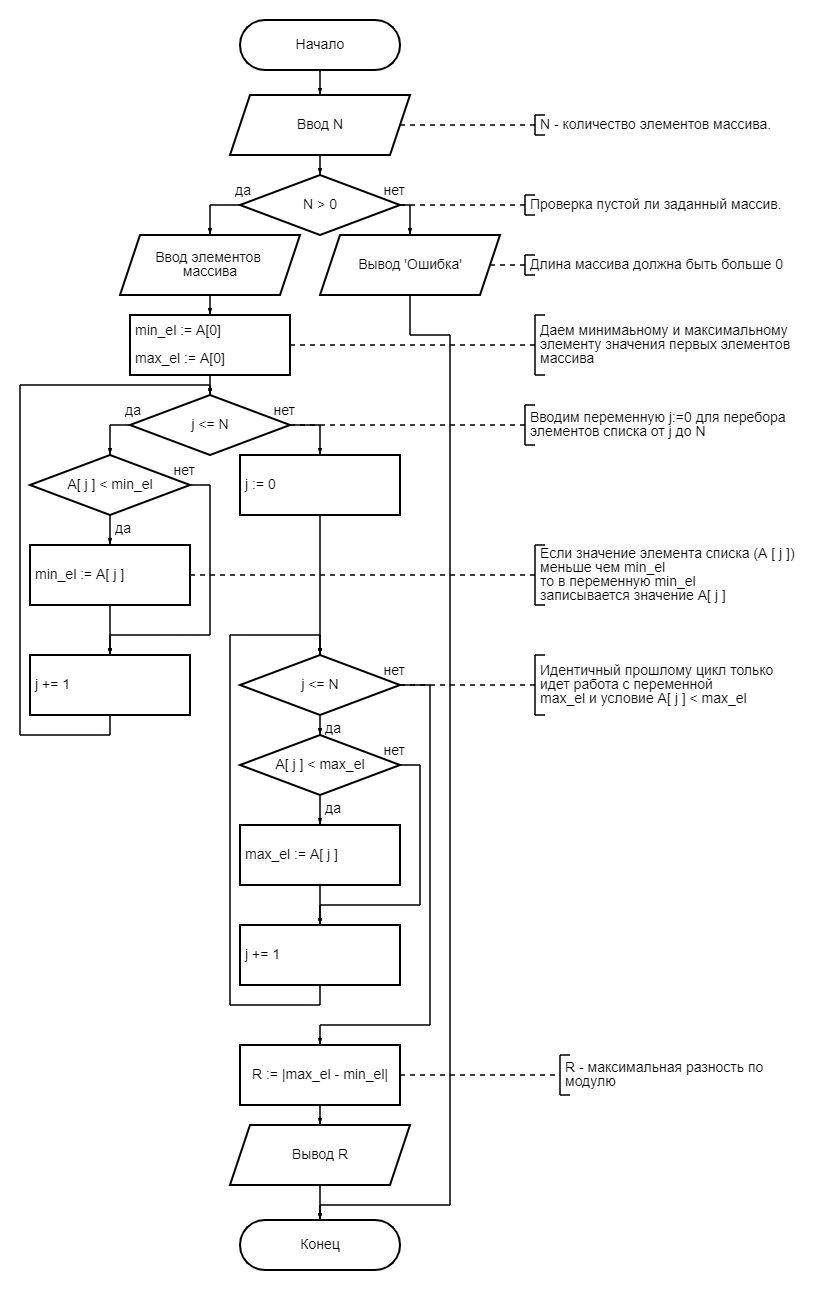 Начало
Ввод N
N - количество элементов массива.
да
нет
N > 0
Проверка пустой ли заданный массив.
Ввод элементов
массива
Вывод 'Ошибка'
Длина массива должна быть больше 0
min_el := A[0]
max_el := A[0]
Даем минимаьному и максимальному
элементу значения первых элементов
массива
да
нет
j <= N
Вводим переменную j:=0 для перебора
элементов списка от j до N
A[ j ] < min_el
нет
j := 0
да
min_el := A[ j ]
Если значение элемента списка (А [ j ])
меньше чем min_el
то в переменную min_el
записывается значение A[ j ]
j += 1
j <= N
нет
Идентичный прошлому цикл только
идет работа с переменной
max_el и условие A[ j ] < max_el
да
A[ j ] < max_el
нет
да
max_el := A[ j ]
j += 1
R := |max_el - min_el|
R - максимальная разность по
модулю
Вывод R
Конец